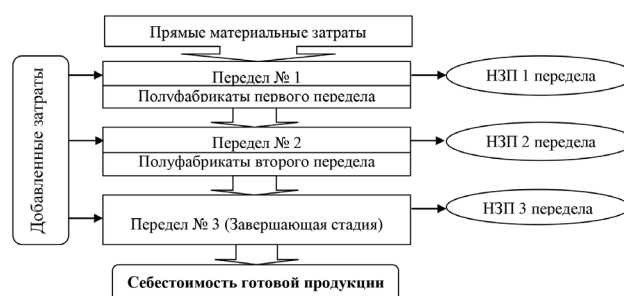 Прямые материальные затраты
Добавленные затраты
Передел № 1
НЗП 1 передела
Полуфабрикаты первого передела
Передел № 2
НЗП 2 передела
Полуфабрикаты второго передела
Передел № 3 (Завершающая стадия)
НЗП 3 передела
Себестоимость готовой продукции